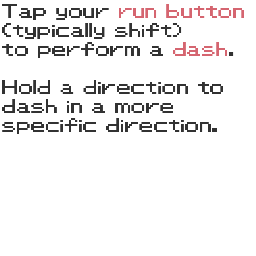 Tap your run button
(typically shift)
to perform a dash.
Hold a direction to
dash in a more
specific direction.